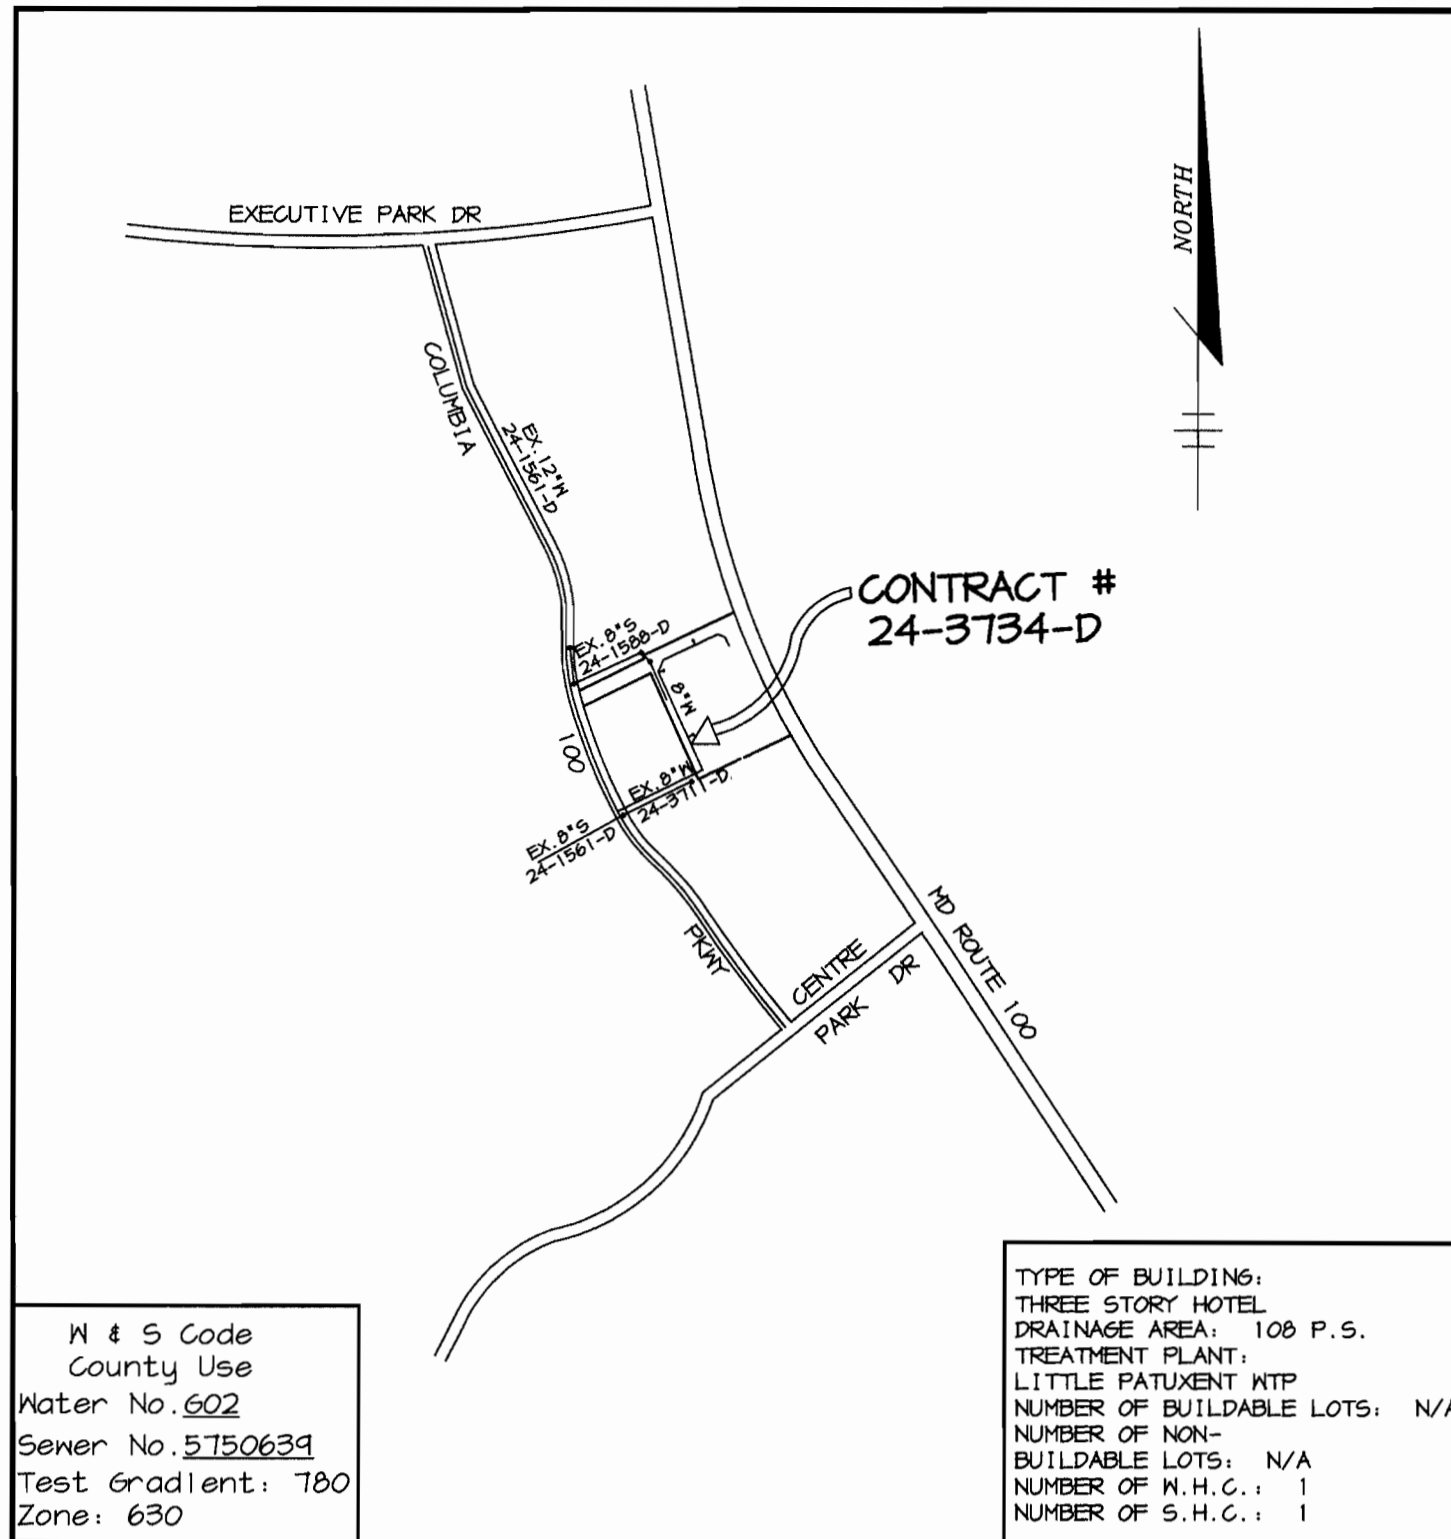 NORTH
EXECUTIVE PARK DR
COLUMBIA
EX. 12"W
24-1561-D
CONTRACT #
24-3734-D
EX. 8"S
24-1588-D
8"W
100
EX. 8"W
24-3711-D
EX. 8"S
24-1561-D
PKWY
MD ROUTE 100
CENTRE
PARK DR
W & S Code
County Use
Water No. G02
Sewer No. 5750639
Test Gradient: 780
Zone: 630
TYPE OF BUILDING:
THREE STORY HOTEL
DRAINAGE AREA: 108 P.S.
TREATMENT PLANT:
LITTLE PATUXENT WTP
NUMBER OF BUILDABLE LOTS: N/A
NUMBER OF NON-
BUILDABLE LOTS: N/A
NUMBER OF W.H.C.: 1
NUMBER OF S.H.C.: 1